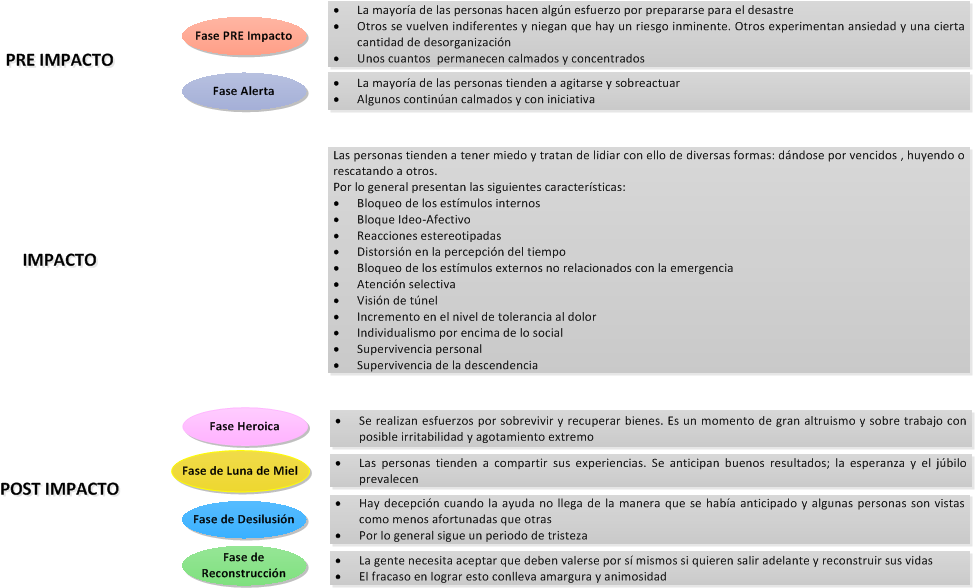 PRE IMPACTO
Fase PRE Impacto
• La mayoría de las personas hacen algún esfuerzo por prepararse para el desastre
• Otros se vuelven indiferentes y niegan que hay un riesgo inminente. Otros experimentan ansiedad y una cierta
cantidad de desorganización
• Unos cuantos permanecen calmados y concentrados
Fase Alerta
• La mayoría de las personas tienden a agitarse y sobreactuar
• Algunos continúan calmados y con iniciativa
IMPACTO
Las personas tienden a tener miedo y tratan de lidiar con ello de diversas formas: dándose por vencidos , huyendo o
rescatando a otros.
Por lo general presentan las siguientes características:
• Bloqueo de los estímulos internos
• Bloque Ideo-Afectivo
• Reacciones estereotipadas
• Distorsión en la percepción del tiempo
• Bloqueo de los estímulos externos no relacionados con la emergencia
• Atención selectiva
• Visión de túnel
• Incremento en el nivel de tolerancia al dolor
• Individualismo por encima de lo social
• Supervivencia personal
• Supervivencia de la descendencia
POST IMPACTO
Fase Heroica
• Se realizan esfuerzos por sobrevivir y recuperar bienes. Es un momento de gran altruismo y sobre trabajo con
posible irritabilidad y agotamiento extremo
Fase de Luna de Miel
• Las personas tienden a compartir sus experiencias. Se anticipan buenos resultados; la esperanza y el júbilo
prevalecen
Fase de Desilusión
• Hay decepción cuando la ayuda no llega de la manera que se había anticipado y algunas personas son vistas
como menos afortunadas que otras
• Por lo general sigue un periodo de tristeza
Fase de
Reconstrucción
• La gente necesita aceptar que deben valerse por sí mismos si quieren salir adelante y reconstruir sus vidas
• El fracaso en lograr esto conlleva amargura y animosidad